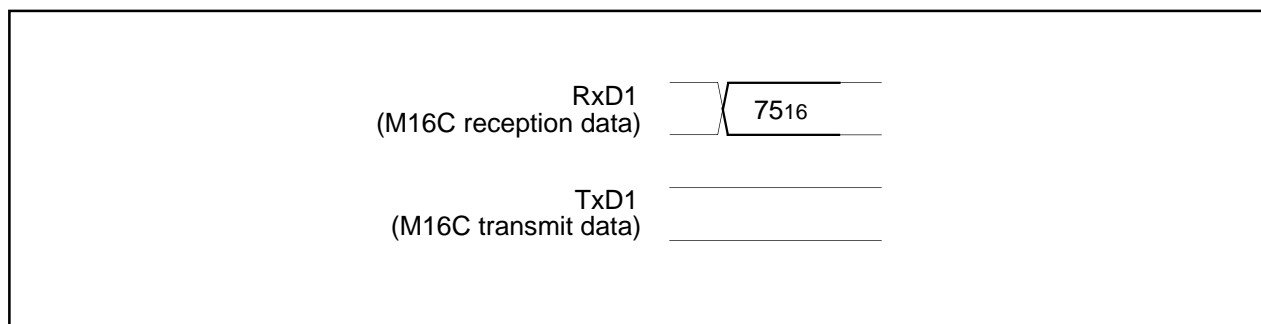 RxD1
(M16C reception data)
7516
TxD1
(M16C transmit data)